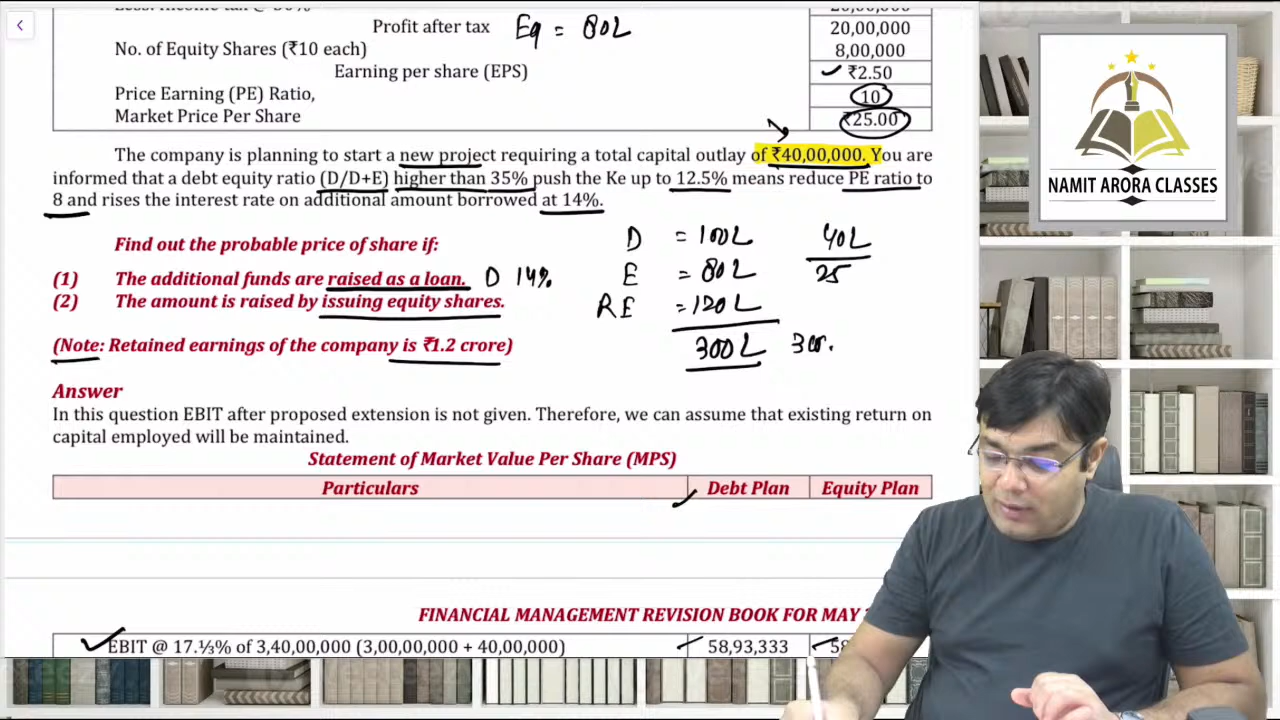 Profit after tax Eq = 80L 20,00,000
No. of Equity Shares (₹10 each) 8,00,000
Earning per share (EPS) ₹2.50
Price Earning (PE) Ratio, 10
Market Price Per Share ₹25.00
The company is planning to start a new project requiring a total capital outlay of ₹40,00,000. You are
informed that a debt equity ratio (D/D+E) higher than 35% push the Ke up to 12.5% means reduce PE ratio to
8 and rises the interest rate on additional amount borrowed at 14%.
Find out the probable price of share if:
(1) The additional funds are raised as a loan. D 14%
(2) The amount is raised by issuing equity shares.
(Note: Retained earnings of the company is ₹1.2 crore)
D = 100L
E = 80L
RE = 120L
300L 3cr.
40L
25
Answer
In this question EBIT after proposed extension is not given. Therefore, we can assume that existing return on
capital employed will be maintained.
Statement of Market Value Per Share (MPS)
Particulars Debt Plan Equity Plan
FINANCIAL MANAGEMENT REVISION BOOK FOR MAY
EBIT @ 17.⅓% of 3,40,00,000 (3,00,00,000 + 40,00,000) 58,93,333
NAMIT ARORA CLASSES